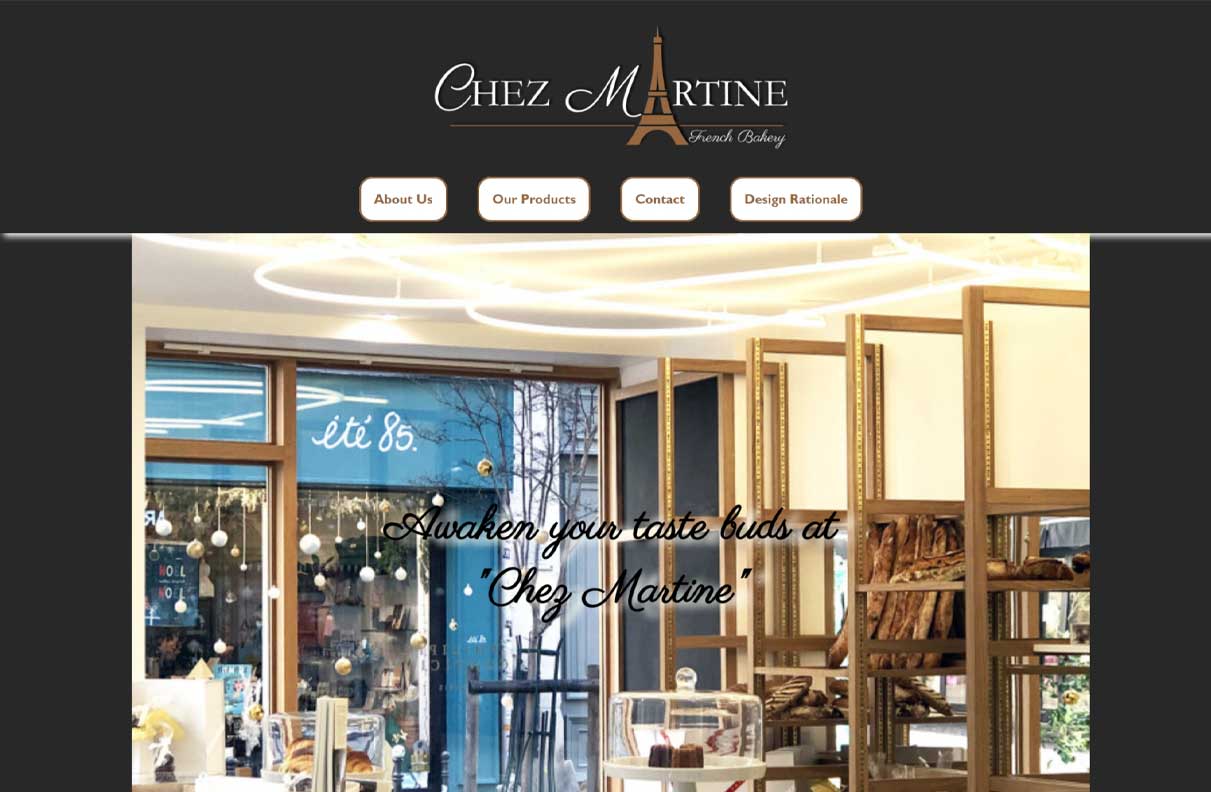 CHEZ MARTINE
French Bakery
About Us
Our Products
Contact
Design Rationale
été 85.
Awaken your taste buds at
"Chez Martine"
NOEL
NOEL